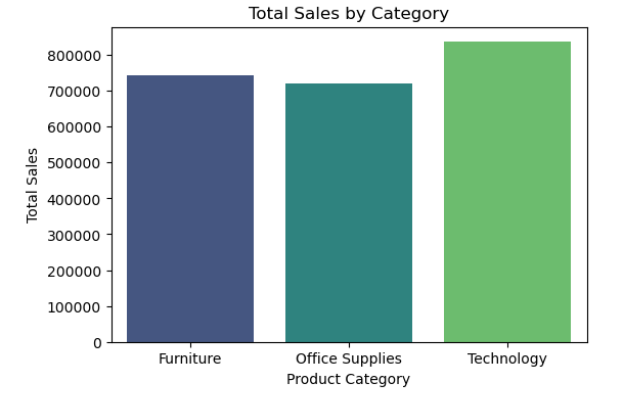 Total Sales by Category
Total Sales
800000
700000
600000
500000
400000
300000
200000
100000
0
Furniture
Office Supplies
Technology
Product Category